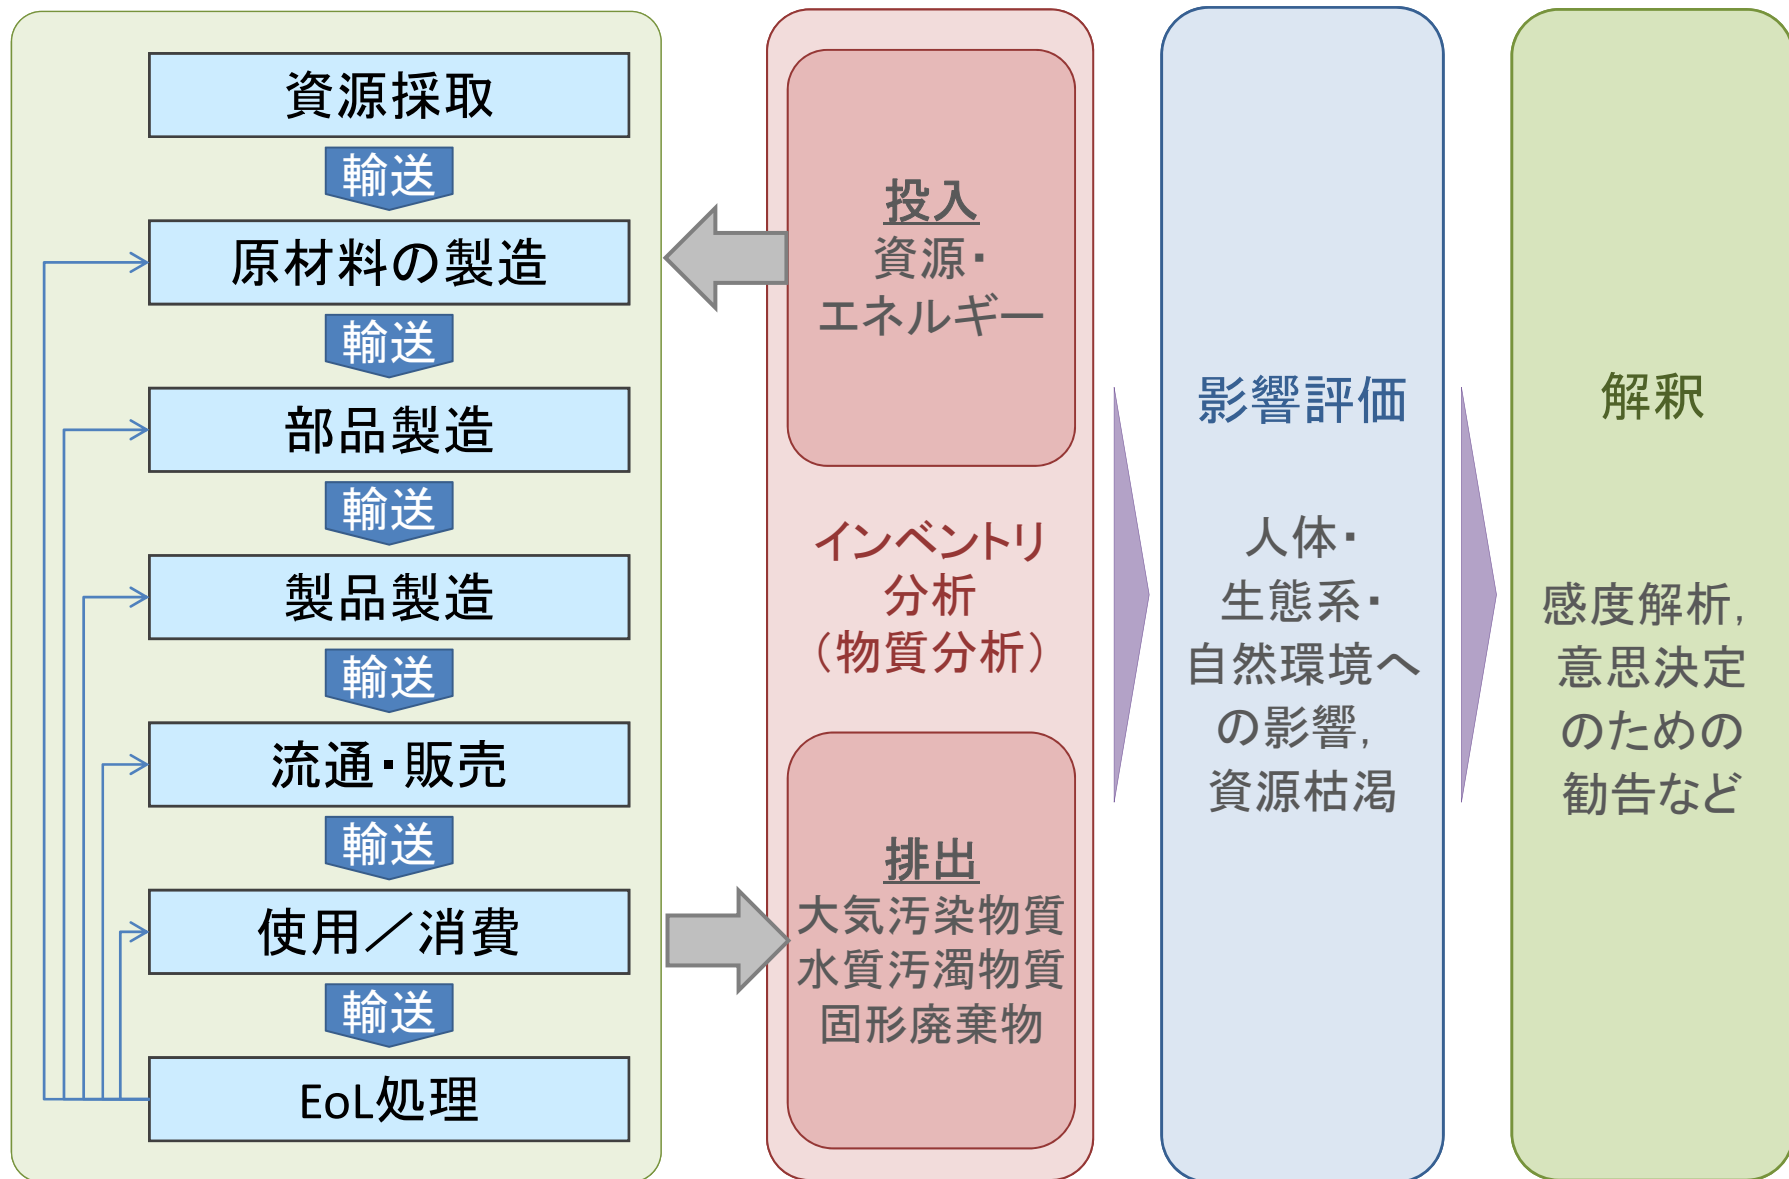 資源採取
輸送
原材料の製造
輸送
部品製造
輸送
製品製造
輸送
流通・販売
輸送
使用／消費
輸送
EoL処理
投入
資源・
エネルギー
インベントリ
分析
（物質分析）
排出
大気汚染物質
水質汚濁物質
固形廃棄物
影響評価
人体・
生態系・
自然環境へ
の影響,
資源枯渇
解釈
感度解析,
意思決定
のための
勧告など